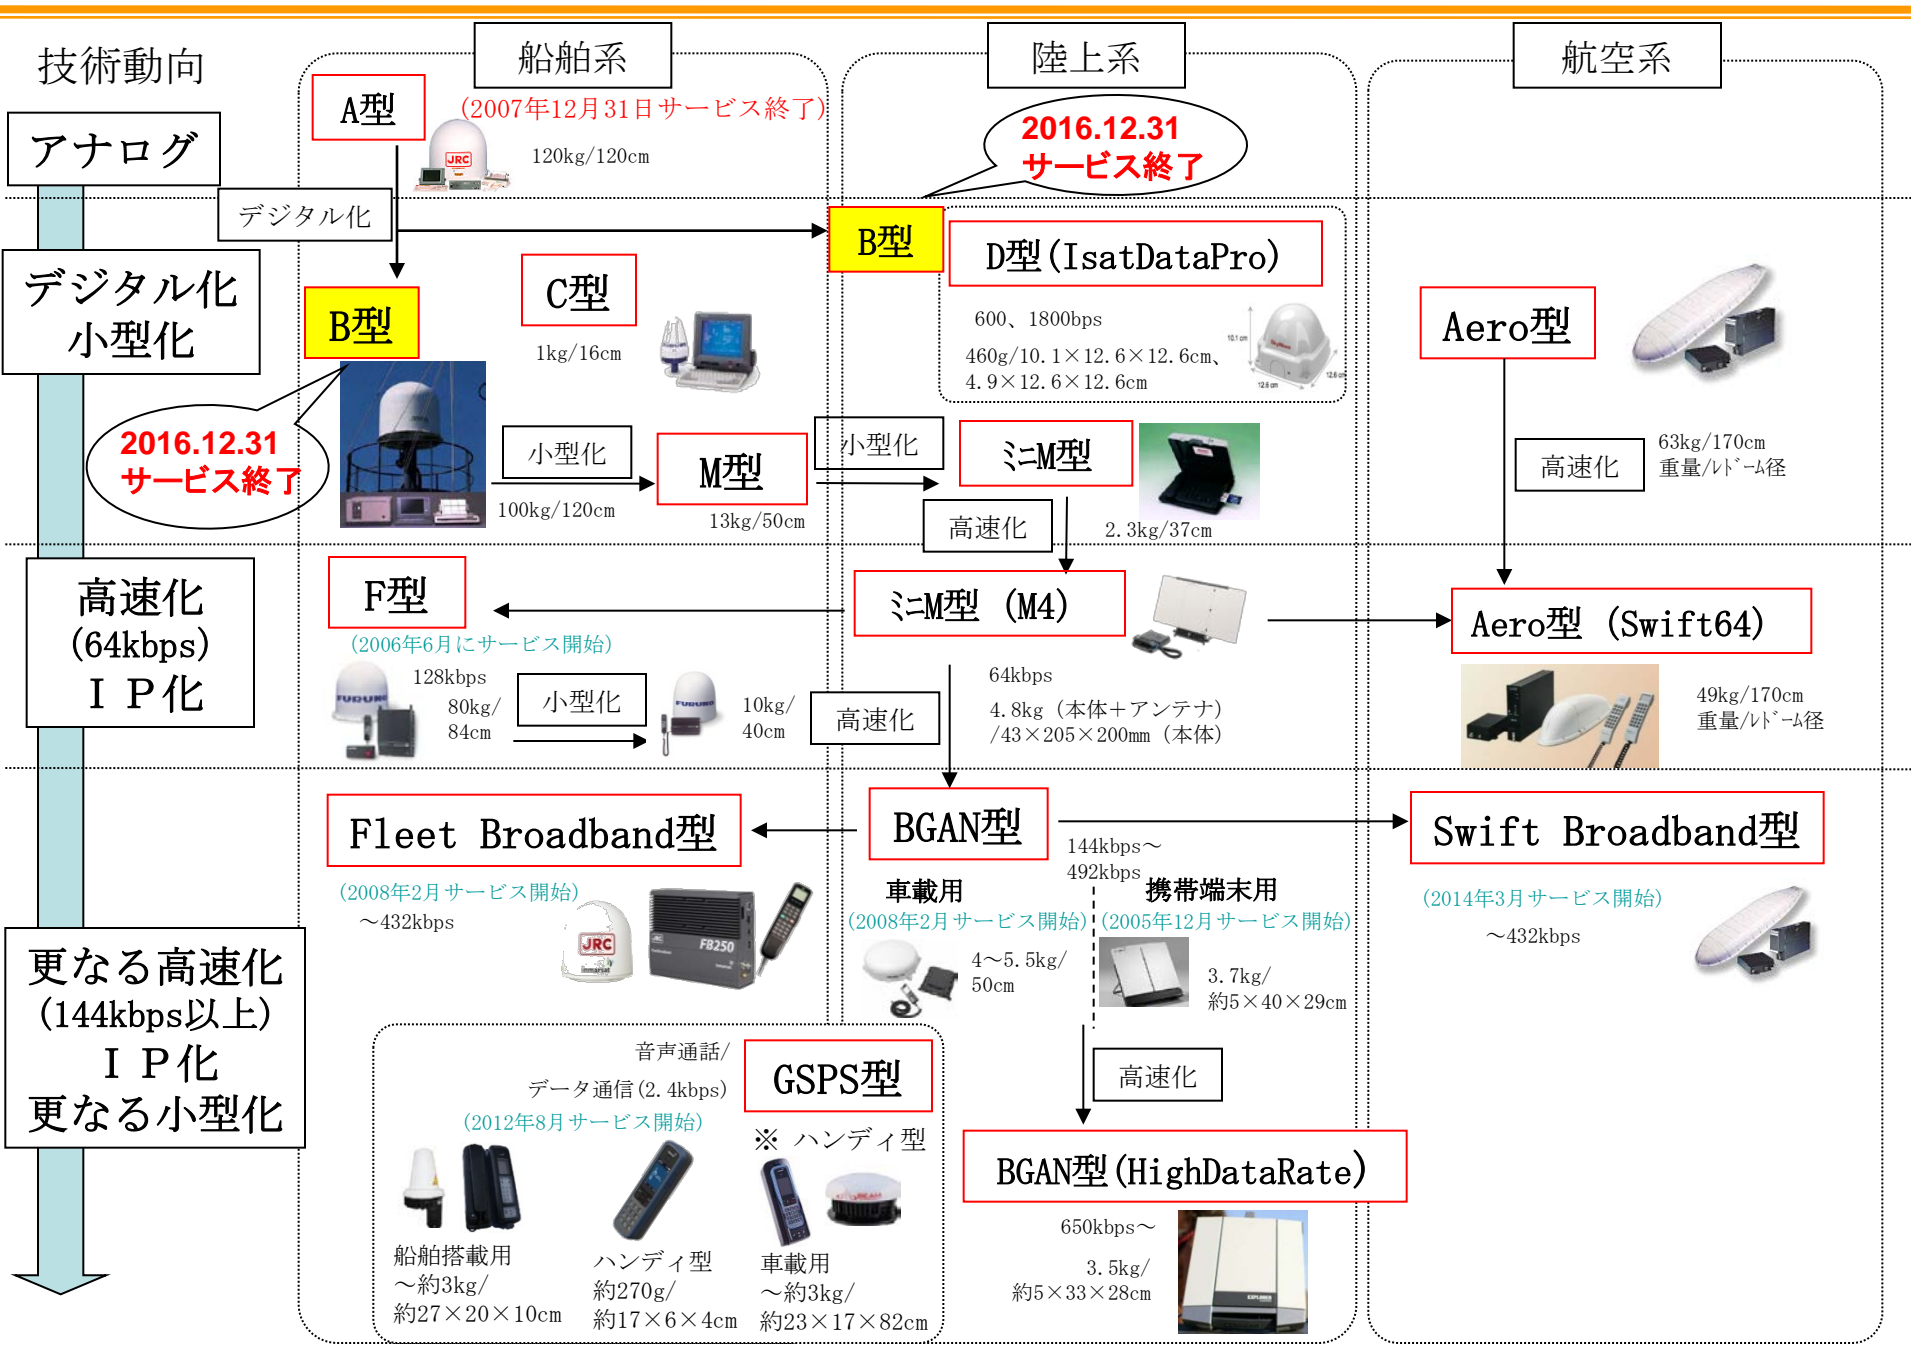 技術動向
船舶系
陸上系
航空系
アナログ
A型
(2007年12月31日サービス終了)
JRC
120kg/120cm
2016.12.31
サービス終了
デジタル化
デジタル化
小型化
B型
C型
1kg/16cm
B型
D型(IsatDataPro)
600、1800bps
460g/10.1×12.6×12.6cm、
4.9×12.6×12.6cm
10.1 cm
12.6 cm
12.6 cm
Aero型
2016.12.31
サービス終了
小型化
100kg/120cm
M型
13kg/50cm
小型化
ﾐﾆM型
2.3kg/37cm
高速化
高速化
63kg/170cm
重量/ﾚﾄﾞｰﾑ径
高速化
(64kbps)
ＩＰ化
F型
(2006年6月にサービス開始)
FURUNO
128kbps
80kg/
84cm
小型化
FURUNO
10kg/
40cm
ﾐﾆM型 (M4)
64kbps
4.8kg（本体＋アンテナ）
/43×205×200mm（本体）
高速化
Aero型 (Swift64)
49kg/170cm
重量/ﾚﾄﾞｰﾑ径
更なる高速化
(144kbps以上)
ＩＰ化
更なる小型化
Fleet Broadband型
(2008年2月サービス開始)
～432kbps
JRC
inmarsat
JRC
FB250
BGAN型
144kbps～
492kbps
車載用
(2008年2月サービス開始)
4～5.5kg/
50cm
携帯端末用
(2005年12月サービス開始)
3.7kg/
約5×40×29cm
Swift Broadband型
(2014年3月サービス開始)
～432kbps
音声通話/
データ通信(2.4kbps)
(2012年8月サービス開始)
GSPS型
※ ハンディ型
船舶搭載用
～約3kg/
約27×20×10cm
ハンディ型
約270g/
約17×6×4cm
車載用
～約3kg/
約23×17×82cm
高速化
BGAN型(HighDataRate)
650kbps～
3.5kg/
約5×33×28cm
EXPLORER